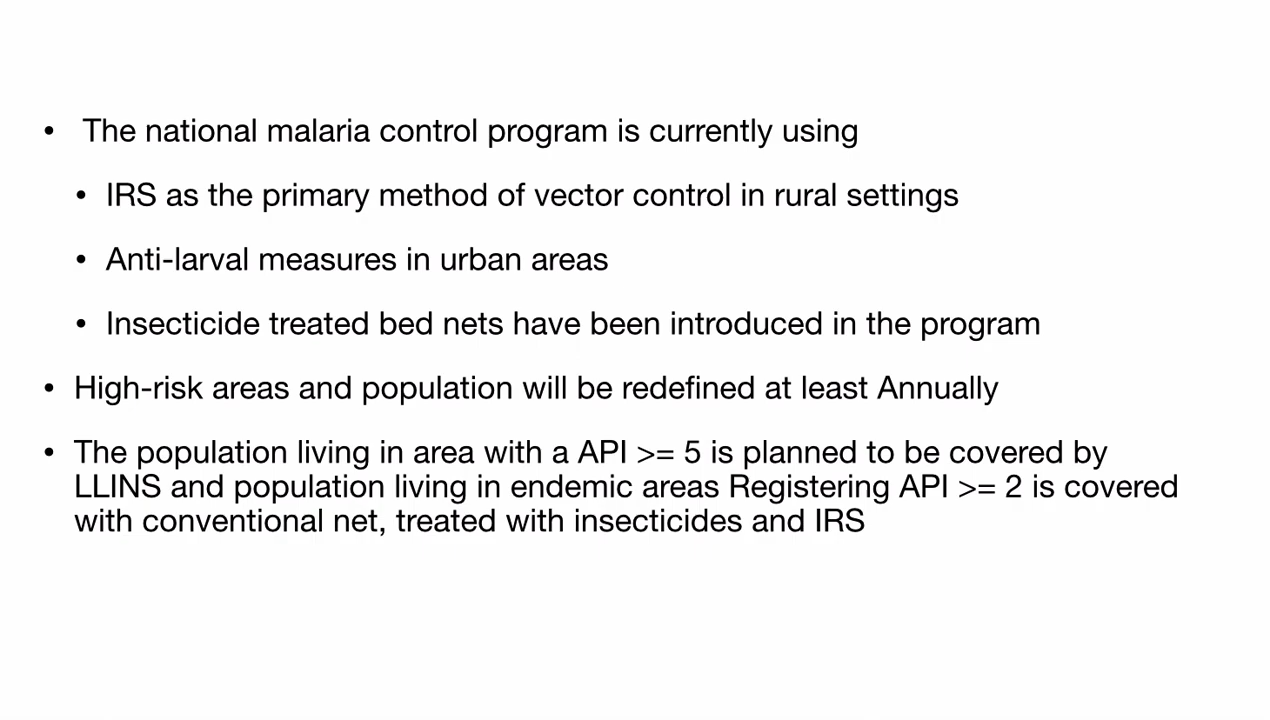 • The national malaria control program is currently using
• IRS as the primary method of vector control in rural settings
• Anti-larval measures in urban areas
• Insecticide treated bed nets have been introduced in the program
• High-risk areas and population will be redefined at least Annually
• The population living in area with a API >= 5 is planned to be covered by
LLINS and population living in endemic areas Registering API >= 2 is covered
with conventional net, treated with insecticides and IRS